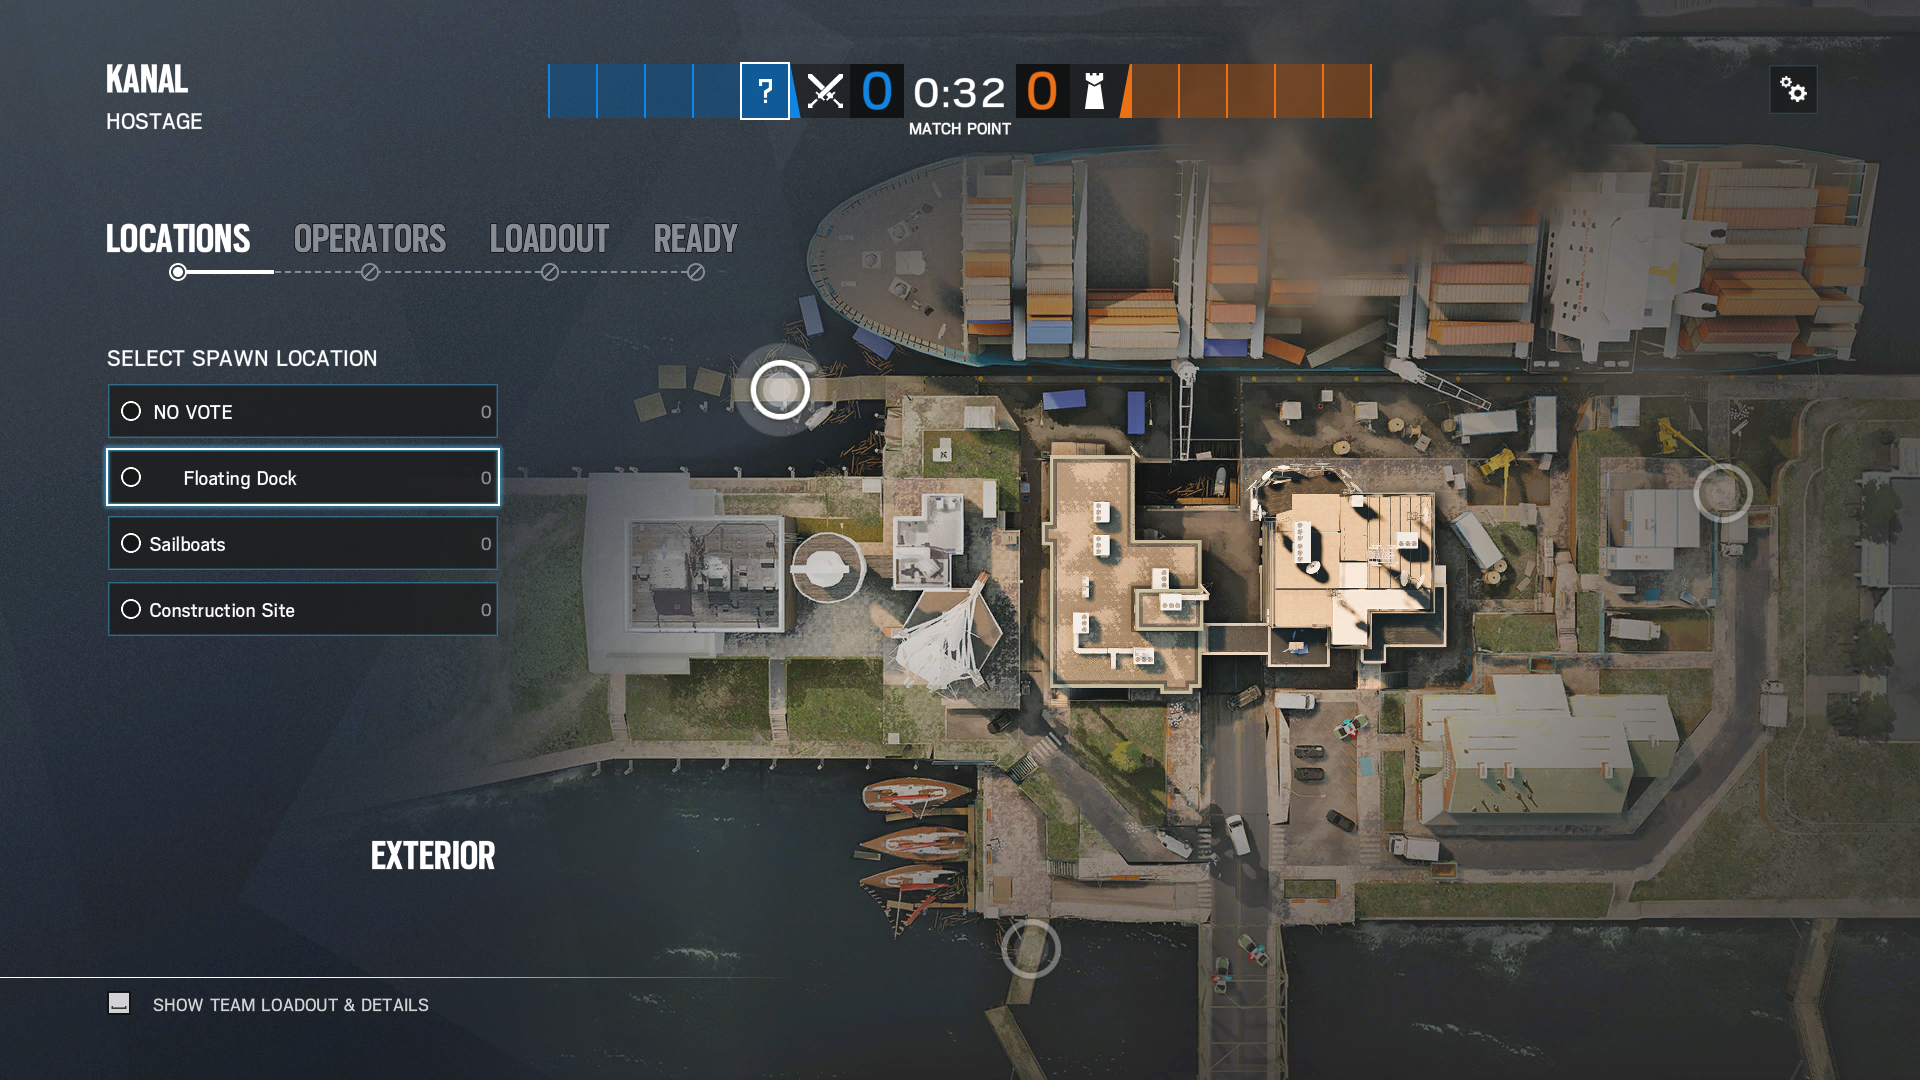 KANAL
HOSTAGE
?
0
0:32
0
MATCH POINT
LOCATIONS
OPERATORS
LOADOUT
READY
SELECT SPAWN LOCATION
NO VOTE
0
Floating Dock
0
Sailboats
0
Construction Site
0
EXTERIOR
SHOW TEAM LOADOUT & DETAILS